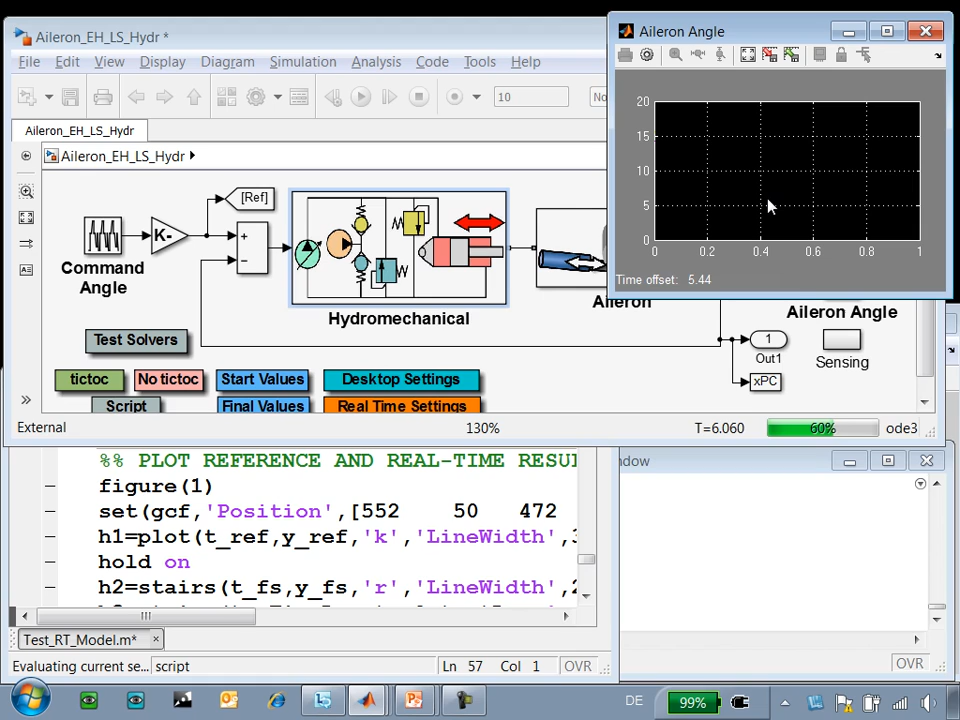 Aileron_EH_LS_Hydr *
File Edit View Display Diagram Simulation Analysis Code Tools Help
10
No
Aileron_EH_LS_Hydr
Aileron_EH_LS_Hydr
[Ref]
K-
+
−
Command
Angle
Hydromechanical
Aileron
Aileron Angle
1
Out1
xPC
Sensing
Test Solvers
tictoc
No tictoc
Start Values
Desktop Settings
Script
Final Values
Real Time Settings
External
130%
T=6.060
60%
ode3
Aileron Angle
20
15
10
5
0
0 0.2 0.4 0.6 0.8 1
Time offset: 5.44
%% PLOT REFERENCE AND REAL-TIME RESU
figure(1)
set(gcf,'Position',[552 50 472
h1=plot(t_ref,y_ref,'k','LineWidth',3
hold on
h2=stairs(t_fs,y_fs,'r','LineWidth',2
Test_RT_Model.m*
Evaluating current se...
script
Ln 57 Col 1
OVR
ndow
OVR
DE
99%